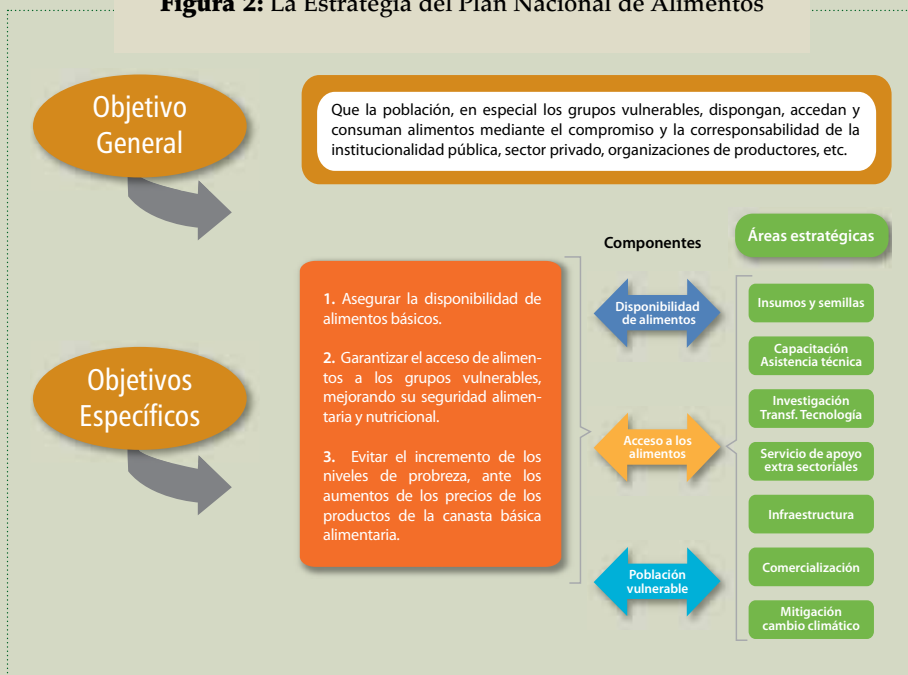 Figura 2: La Estrategia del Plan Nacional de Alimentos
Objetivo
General
Que la población, en especial los grupos vulnerables, dispongan, accedan y
consuman alimentos mediante el compromiso y la corresponsabilidad de la
institucionalidad pública, sector privado, organizaciones de productores, etc.
Objetivos
Específicos
1. Asegurar la disponibilidad de
alimentos básicos.
2. Garantizar el acceso de alimen-
tos a los grupos vulnerables,
mejorando su seguridad alimen-
taria y nutricional.
3. Evitar el incremento de los
niveles de probreza, ante los
aumentos de los precios de los
productos de la canasta básica
alimentaria.
Componentes
Disponibilidad
de alimentos
Acceso a los
alimentos
Población
vulnerable
Áreas estratégicas
Insumos y semillas
Capacitación
Asistencia técnica
Investigación
Transf. Tecnología
Servicio de apoyo
extra sectoriales
Infraestructura
Comercialización
Mitigación
cambio climático